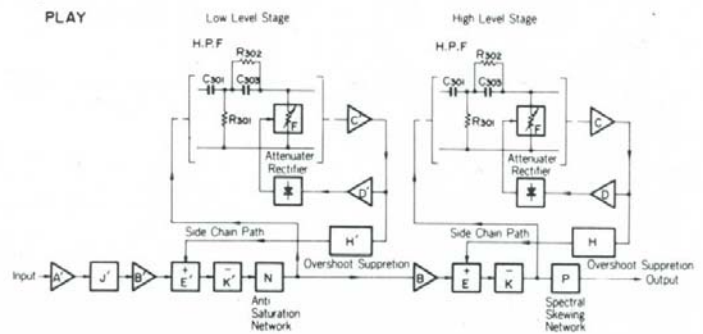 PLAY
Low Level Stage
High Level Stage
H.P.F
R302
C301
C303
R301
F
C'
Attenuater
Rectifier
D'
H'
Side Chain Path
Overshoot Suppretion
H.P.F
R302
C301
C303
R301
F
C
Attenuater
Rectifier
D
H
Side Chain Path
Overshoot Suppretion
Input
A'
J'
B'
+
E'
−
K'
N
Anti
Saturation
Network
B
+
E
−
K
P
Output
Spectral
Skewing
Network